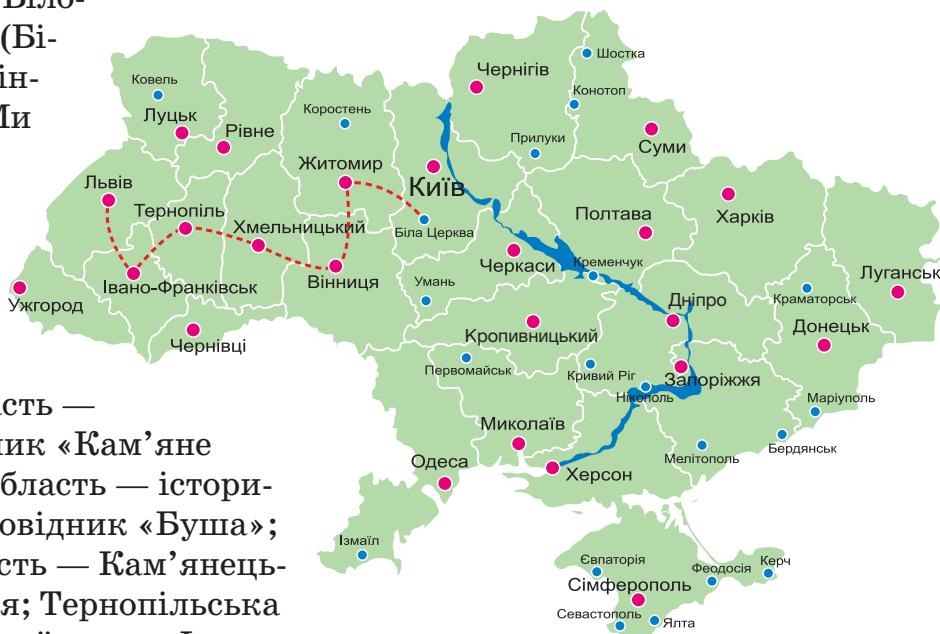 Біло-
(Бі-
ін-
Ми
Шостка
Чернігів
Ковель
Конотоп
Луцьк
Коростень
Рівне
Прилуки
Суми
Житомир
Київ
Львів
Тернопіль
Хмельницький
Біла Церква
Полтава
Харків
Черкаси
Кременчук
Івано-Франківськ
Вінниця
Умань
Луганськ
Ужгород
Дніпро
Краматорськ
Чернівці
Кропивницький
Донецьк
Первомайськ
Кривий Ріг
Запоріжжя
Нікополь
Маріуполь
Миколаїв
Бердянськ
Мелітополь
Одеса
Херсон
Ізмаїл
Євпаторія
Керч
Феодосія
Сімферополь
Севастополь
Ялта
асть —
ник «Кам’яне
бласть — істори-
овідник «Буша»;
сть — Кам’янець-
я; Тернопільська